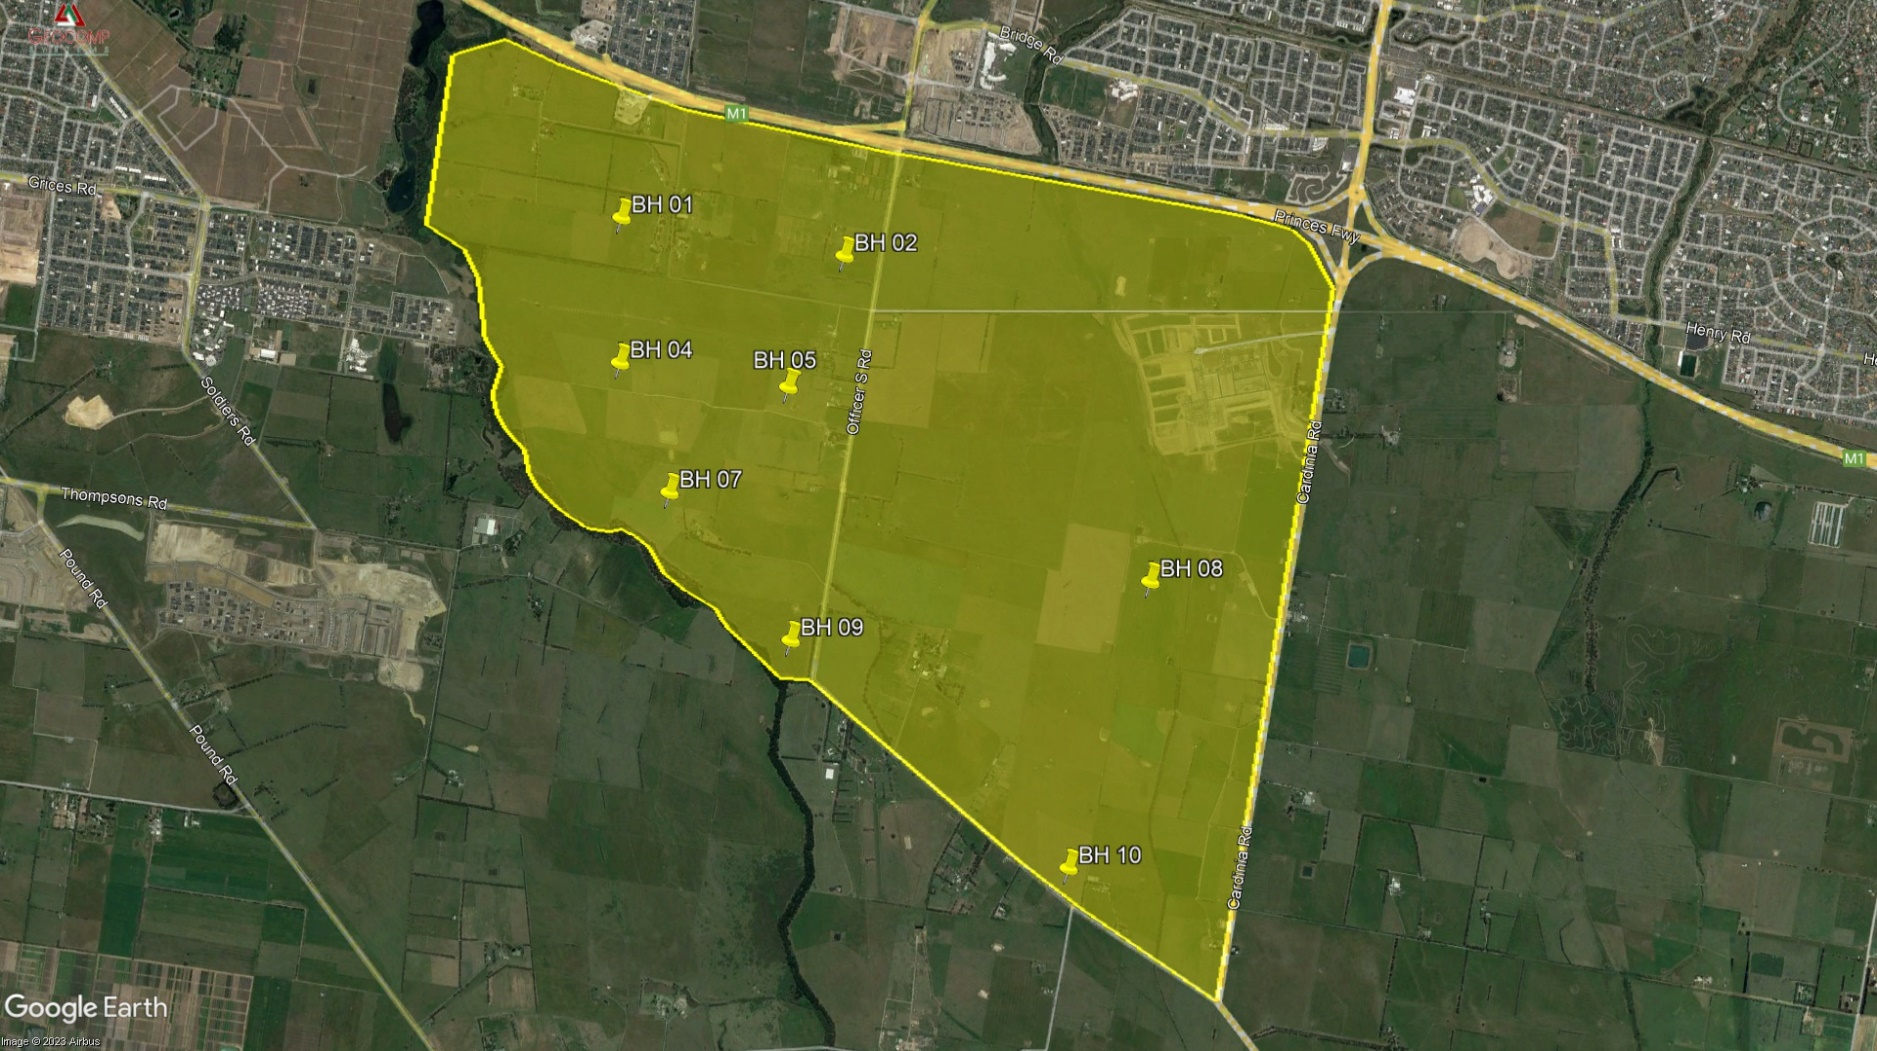 GEOCOMP
Bridge Rd
M1
Grices Rd
BH 01
Princes Fwy
BH 02
Henry Rd
BH 04
BH 05
Officer S Rd
Soldiers Rd
Cardinia Rd
M1
BH 07
Thompsons Rd
Pound Rd
BH 08
BH 09
Pound Rd
BH 10
Cardinia Rd
Google Earth
Image © 2023 Airbus